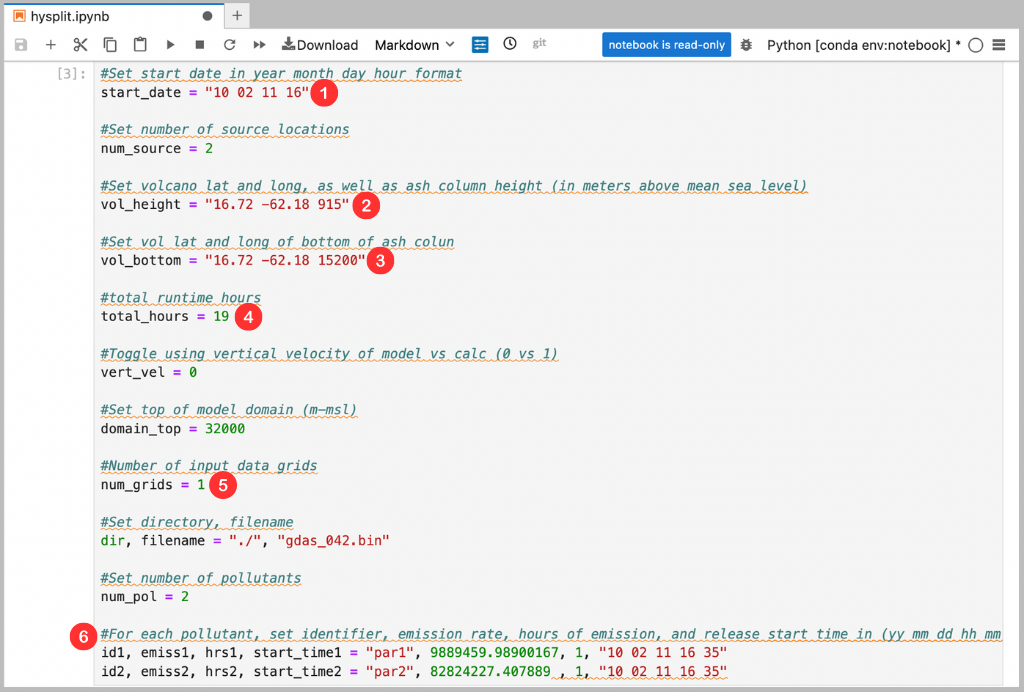 hysplit.ipynb
+
Download Markdown git notebook is read-only Python [conda env:notebook] *
[3]: #Set start date in year month day hour format
start_date = "10 02 11 16" 1
#Set number of source locations
num_source = 2
#Set volcano lat and long, as well as ash column height (in meters above mean sea level)
vol_height = "16.72 -62.18 915" 2
#Set vol lat and long of bottom of ash colun
vol_bottom = "16.72 -62.18 15200" 3
#total runtime hours
total_hours = 19 4
#Toggle using vertical velocity of model vs calc (0 vs 1)
vert_vel = 0
#Set top of model domain (m-msl)
domain_top = 32000
#Number of input data grids
num_grids = 1 5
#Set directory, filename
dir, filename = "./", "gdas_042.bin"
#Set number of pollutants
num_pol = 2
6 #For each pollutant, set identifier, emission rate, hours of emission, and release start time in (yy mm dd hh mm
id1, emiss1, hrs1, start_time1 = "par1", 9889459.98900167, 1, "10 02 11 16 35"
id2, emiss2, hrs2, start_time2 = "par2", 82824227.407889 , 1, "10 02 11 16 35"